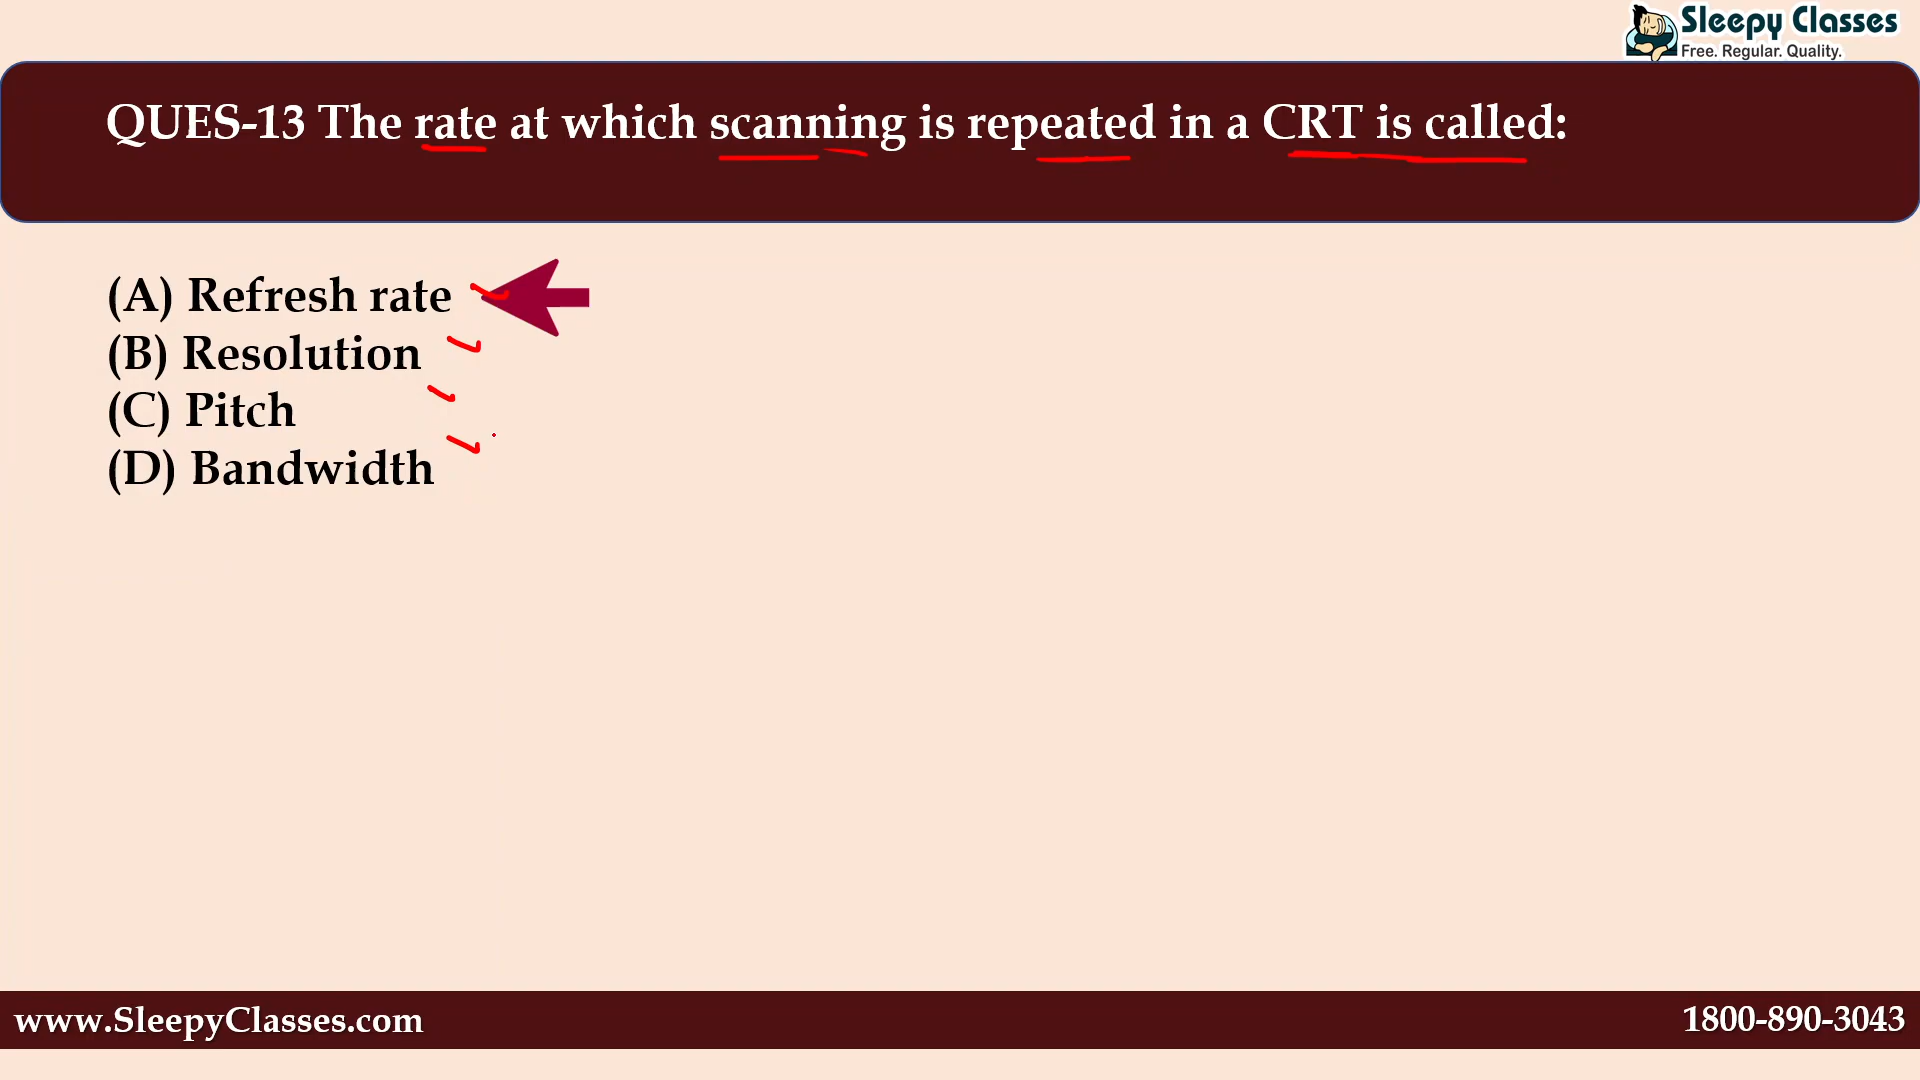 Sleepy Classes
Free. Regular. Quality.
QUES-13 The rate at which scanning is repeated in a CRT is called:
(A) Refresh rate
(B) Resolution
(C) Pitch
(D) Bandwidth
www.SleepyClasses.com
1800-890-3043